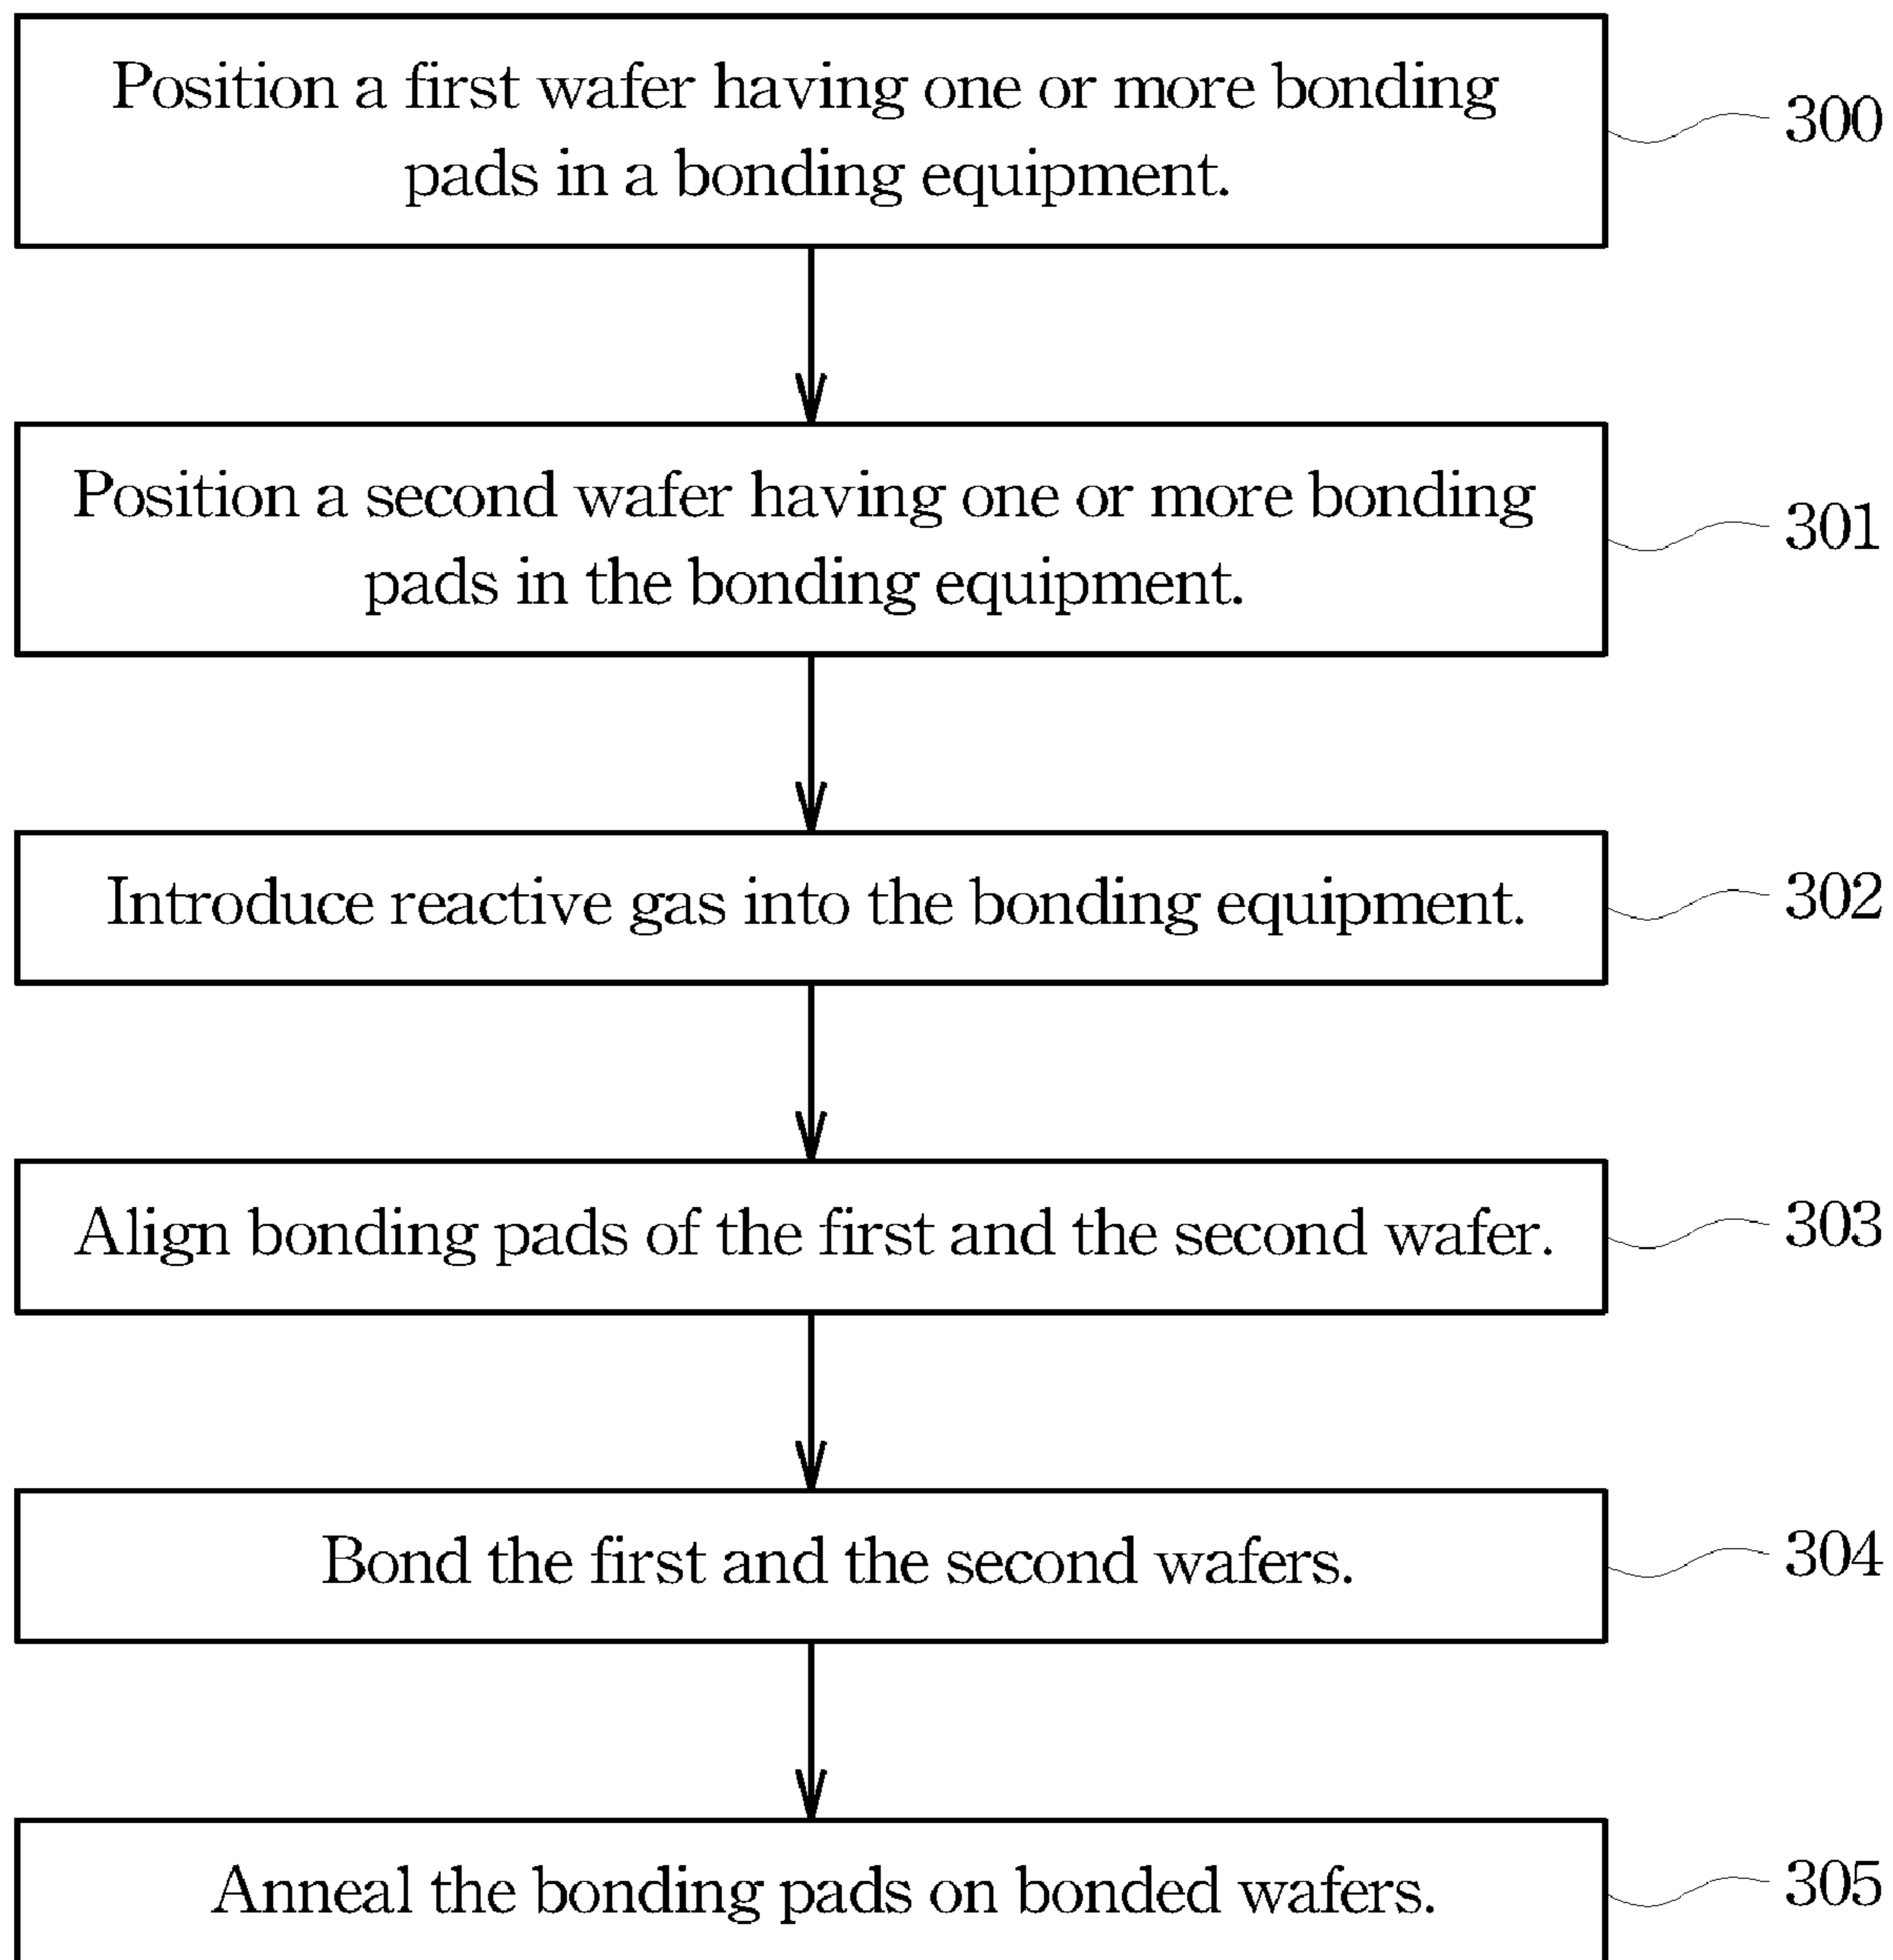 Position a first wafer having one or more bonding
pads in a bonding equipment.
300
Position a second wafer having one or more bonding
pads in the bonding equipment.
301
Introduce reactive gas into the bonding equipment.
302
Align bonding pads of the first and the second wafer.
303
Bond the first and the second wafers.
304
Anneal the bonding pads on bonded wafers.
305